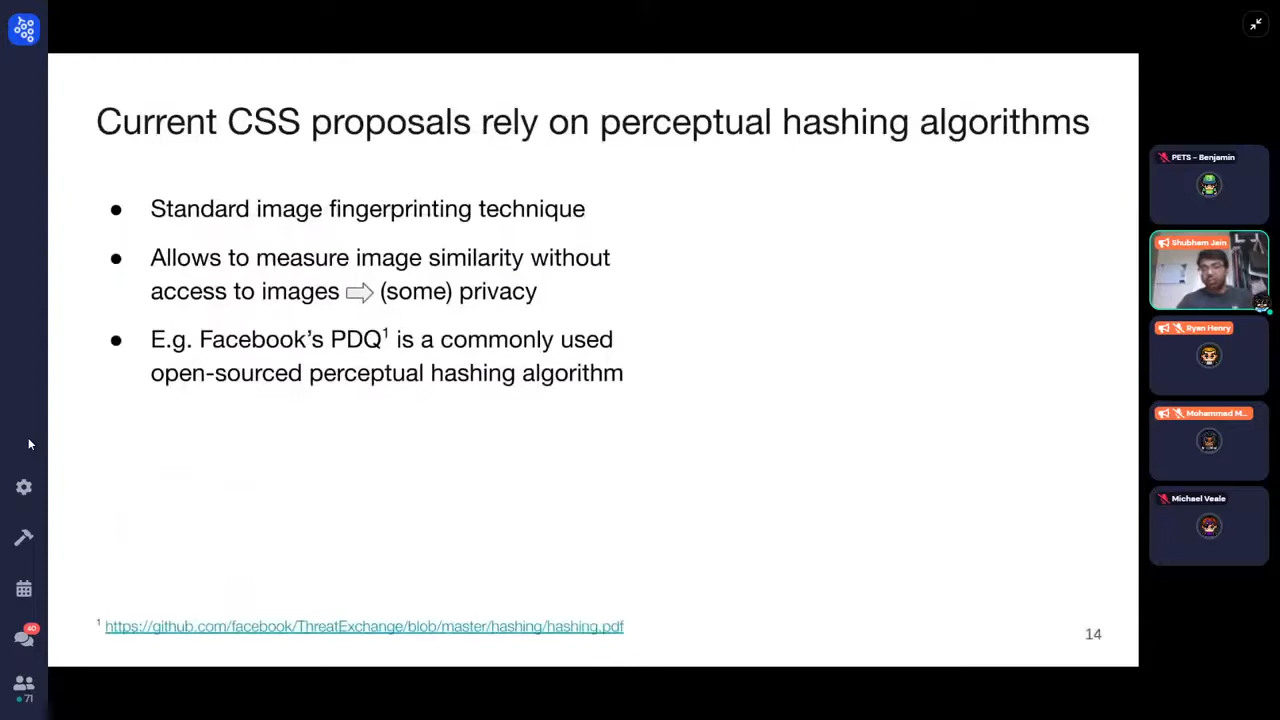 Current CSS proposals rely on perceptual hashing algorithms
● Standard image fingerprinting technique
● Allows to measure image similarity without
access to images ⇨ (some) privacy
● E.g. Facebook's PDQ¹ is a commonly used
open-sourced perceptual hashing algorithm
¹ https://github.com/facebook/ThreatExchange/blob/master/hashing/hashing.pdf
14
PETS - Benjamin
Shubham Jain
Ryan Henry
Mohammad M...
Michael Veale
40
71